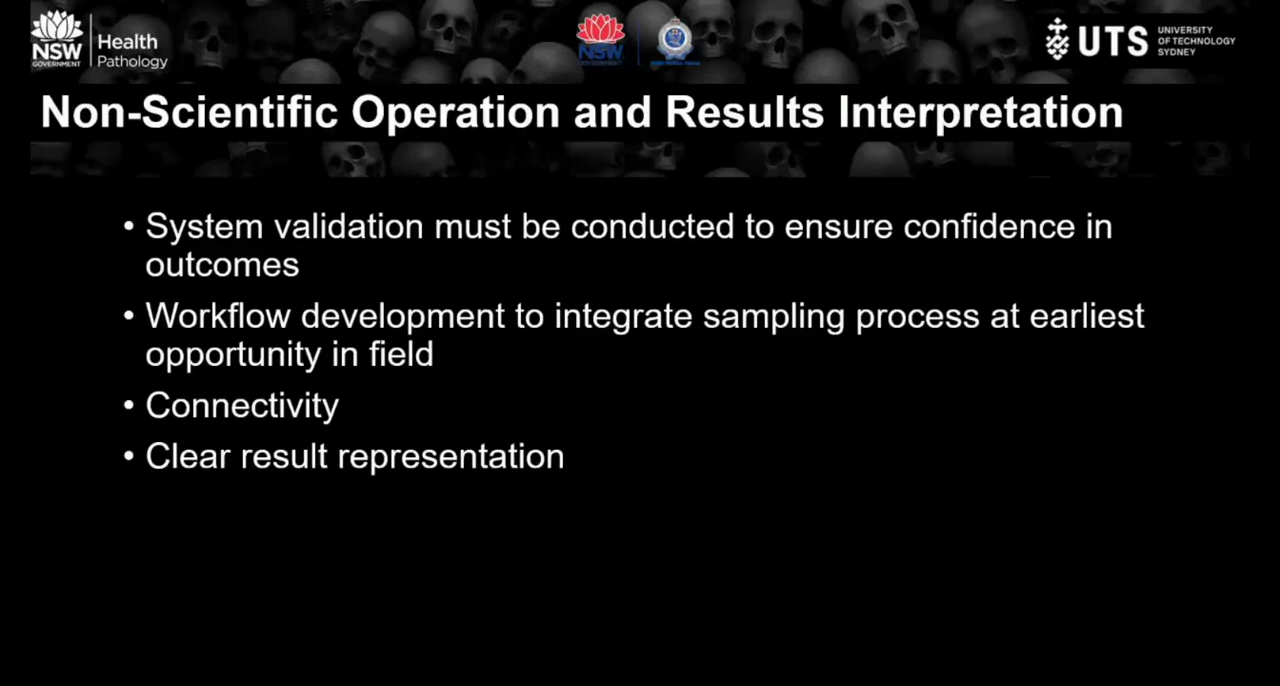 NSW
GOVERNMENT
Health
Pathology
NSW
UTS
UNIVERSITY
OF TECHNOLOGY
SYDNEY
Non-Scientific Operation and Results Interpretation
• System validation must be conducted to ensure confidence in
outcomes
• Workflow development to integrate sampling process at earliest
opportunity in field
• Connectivity
• Clear result representation